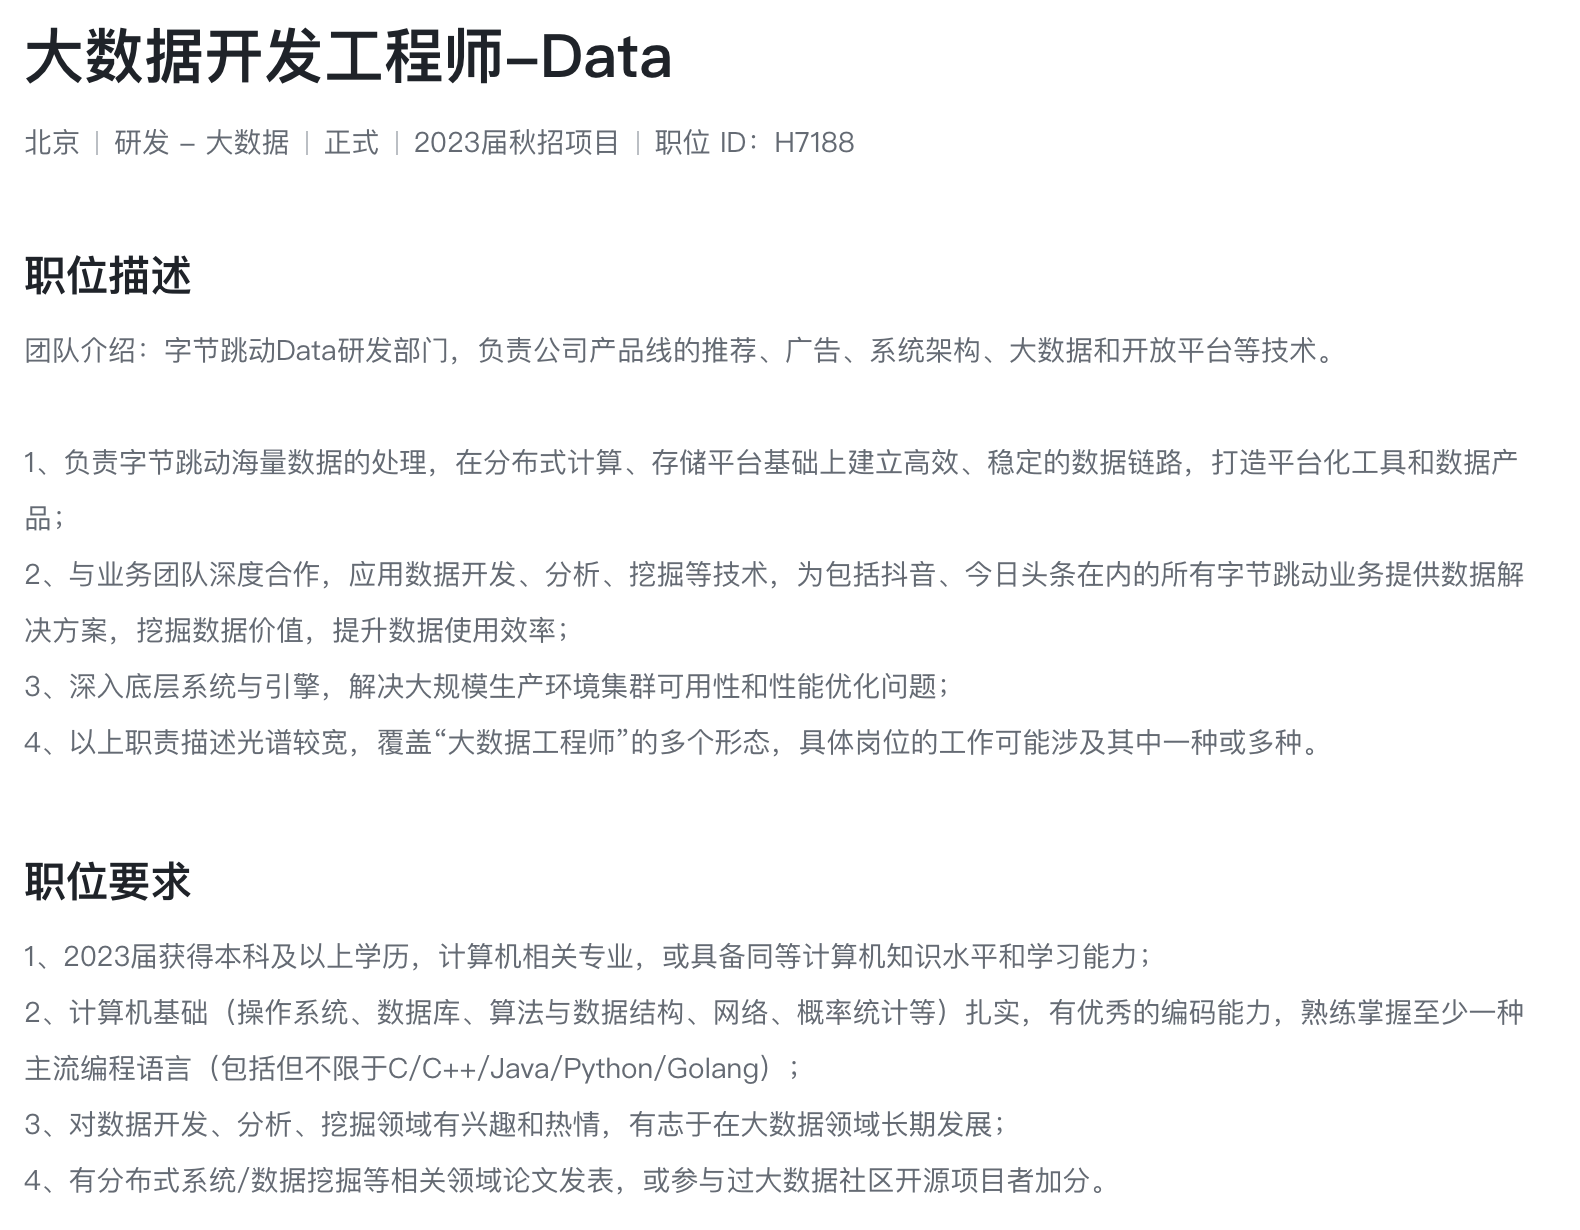 大数据开发工程师-Data
北京 | 研发 - 大数据 | 正式 | 2023届秋招项目 | 职位 ID：H7188
职位描述
团队介绍：字节跳动Data研发部门，负责公司产品线的推荐、广告、系统架构、大数据和开放平台等技术。
1、负责字节跳动海量数据的处理，在分布式计算、存储平台基础上建立高效、稳定的数据链路，打造平台化工具和数据产
品；
2、与业务团队深度合作，应用数据开发、分析、挖掘等技术，为包括抖音、今日头条在内的所有字节跳动业务提供数据解
决方案，挖掘数据价值，提升数据使用效率；
3、深入底层系统与引擎，解决大规模生产环境集群可用性和性能优化问题；
4、以上职责描述光谱较宽，覆盖“大数据工程师”的多个形态，具体岗位的工作可能涉及其中一种或多种。
职位要求
1、2023届获得本科及以上学历，计算机相关专业，或具备同等计算机知识水平和学习能力；
2、计算机基础（操作系统、数据库、算法与数据结构、网络、概率统计等）扎实，有优秀的编码能力，熟练掌握至少一种
主流编程语言（包括但不限于C/C++/Java/Python/Golang）；
3、对数据开发、分析、挖掘领域有兴趣和热情，有志于在大数据领域长期发展；
4、有分布式系统/数据挖掘等相关领域论文发表，或参与过大数据社区开源项目者加分。